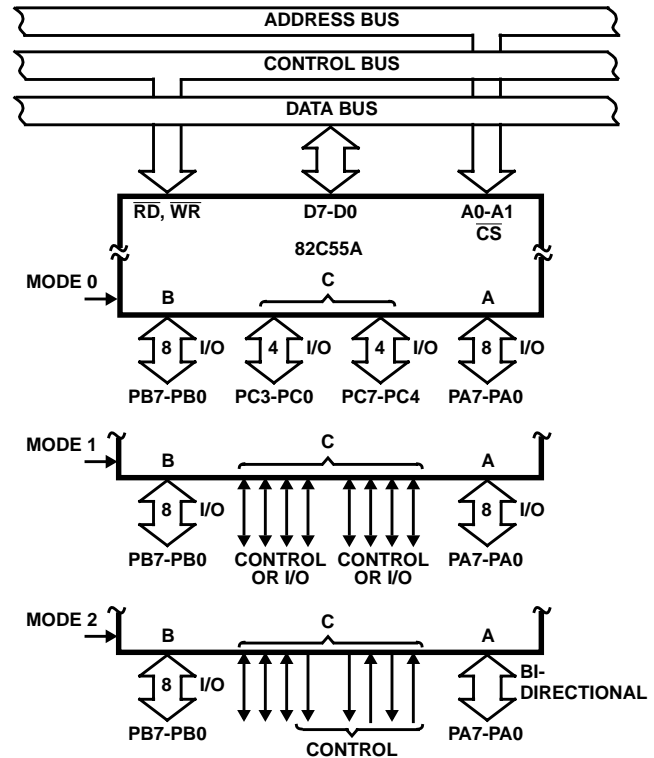 ADDRESS BUS
CONTROL BUS
DATA BUS
RD, WR D7-D0 A0-A1
CS
82C55A
MODE 0
B C A
8 I/O 4 I/O 4 I/O 8 I/O
PB7-PB0 PC3-PC0 PC7-PC4 PA7-PA0
MODE 1
B C A
8 I/O 8 I/O
PB7-PB0 CONTROL OR I/O CONTROL OR I/O PA7-PA0
MODE 2
B C A
8 I/O BI-
DIRECTIONAL
PB7-PB0 CONTROL PA7-PA0